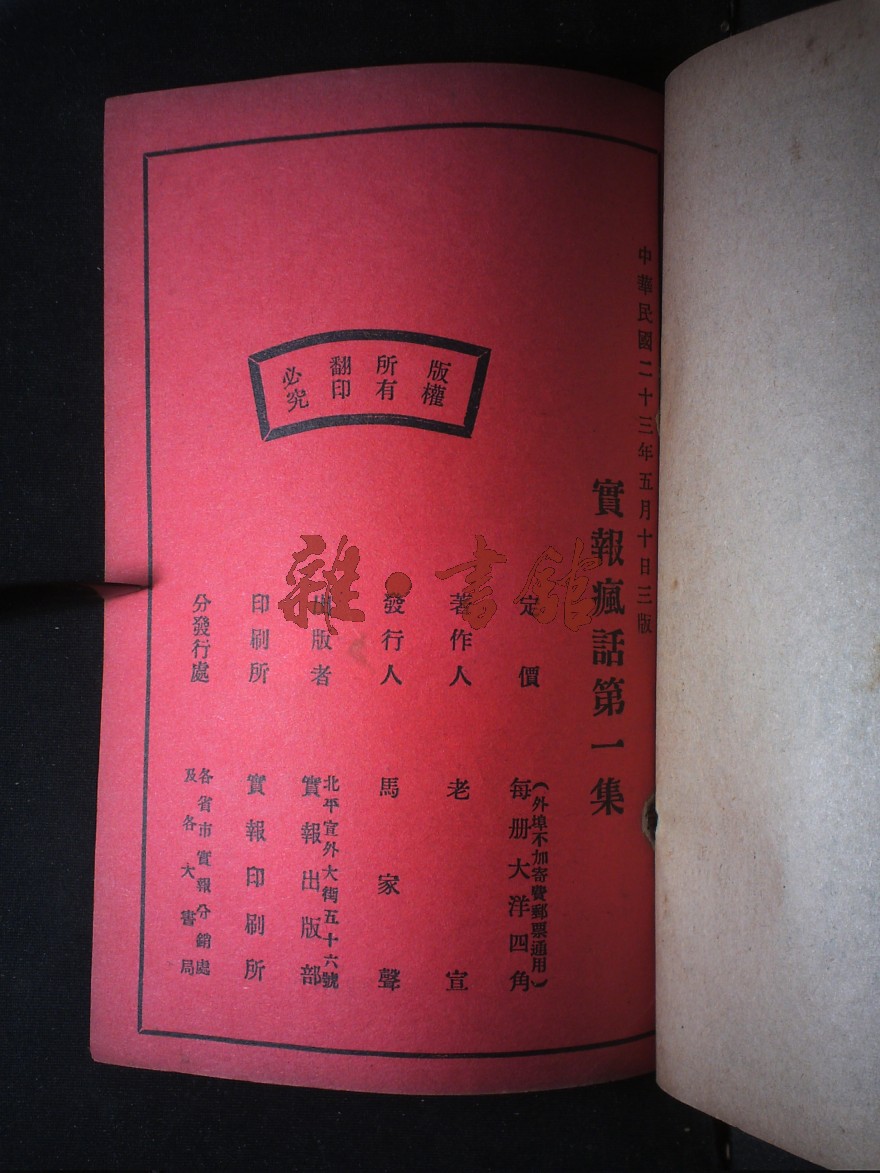 中華民國二十三年五月十日三版
實報瘋話第一集
版權
所有
翻印
必究
定價
(外埠不加寄費郵票通用)
每册大洋四角
著作人
老宣
發行人
馬家聲
出版者
北平宣外大街五十六號
實報出版部
印刷所
實報印刷所
分發行處
各省市實報分銷處
及各大書局
雜·書館